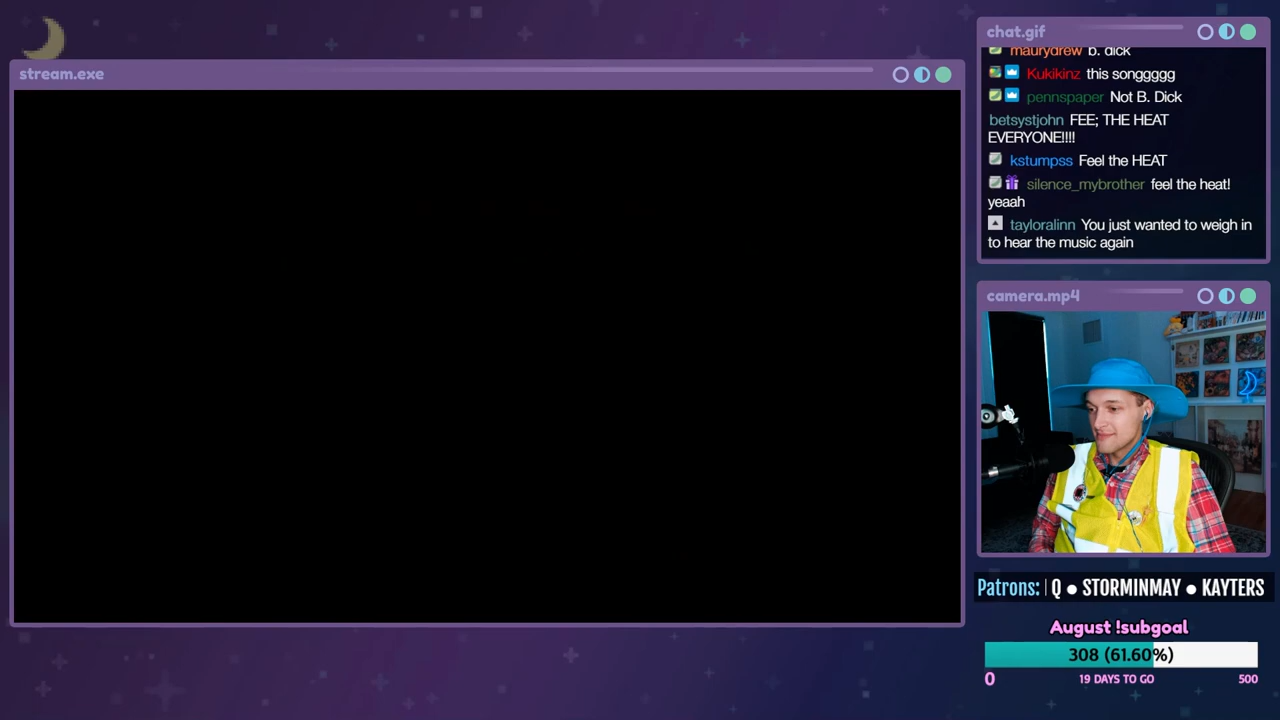 stream.exe
chat.gif
maurydrew b. dick
Kukikinz this songgggg
pennspaper Not B. Dick
betsystjohn FEE; THE HEAT
EVERYONE!!!!
kstumpss Feel the HEAT
silence_mybrother feel the heat!
yeaah
tayloralinn You just wanted to weigh in
to hear the music again
camera.mp4
Patrons: Q ● STORMINMAY ● KAYTERS
August !subgoal
308 (61.60%)
0 19 DAYS TO GO 500